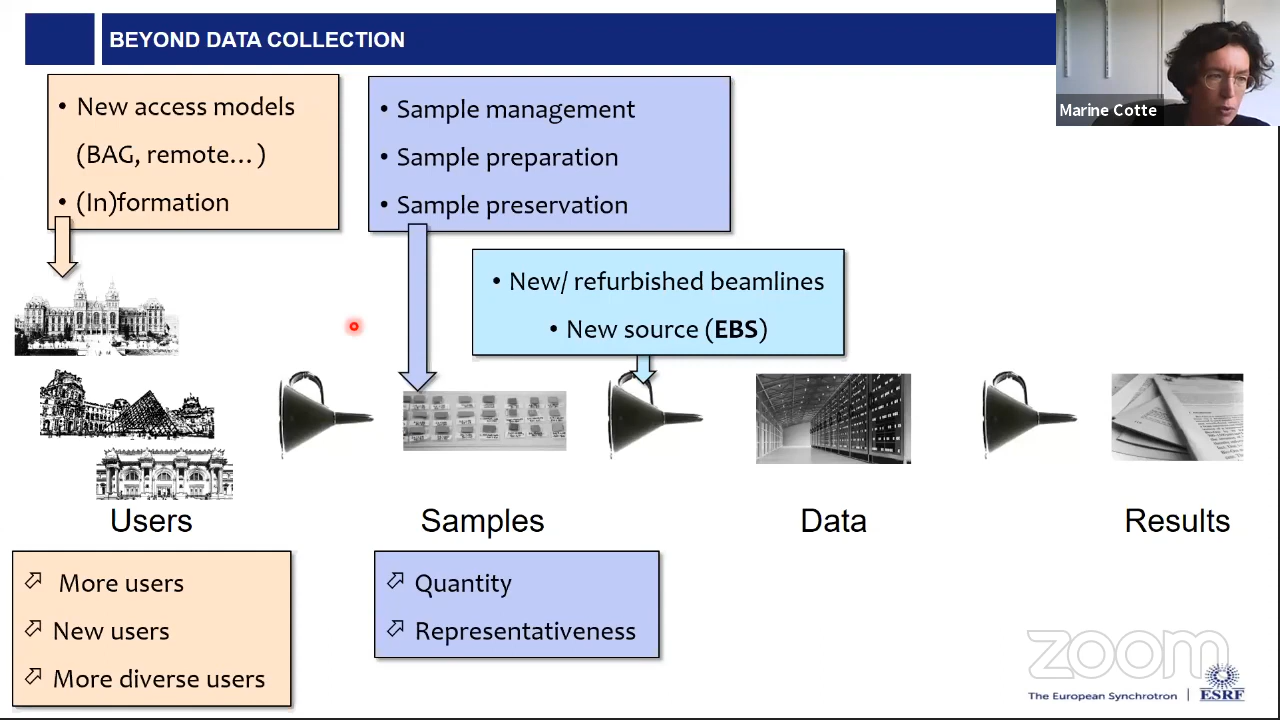 BEYOND DATA COLLECTION
Marine Cotte
• New access models
(BAG, remote…)
• (In)formation
• Sample management
• Sample preparation
• Sample preservation
• New/ refurbished beamlines
• New source (EBS)
Users
Samples
Data
Results
More users
New users
More diverse users
Quantity
Representativeness
zoom
The European Synchrotron | ESRF